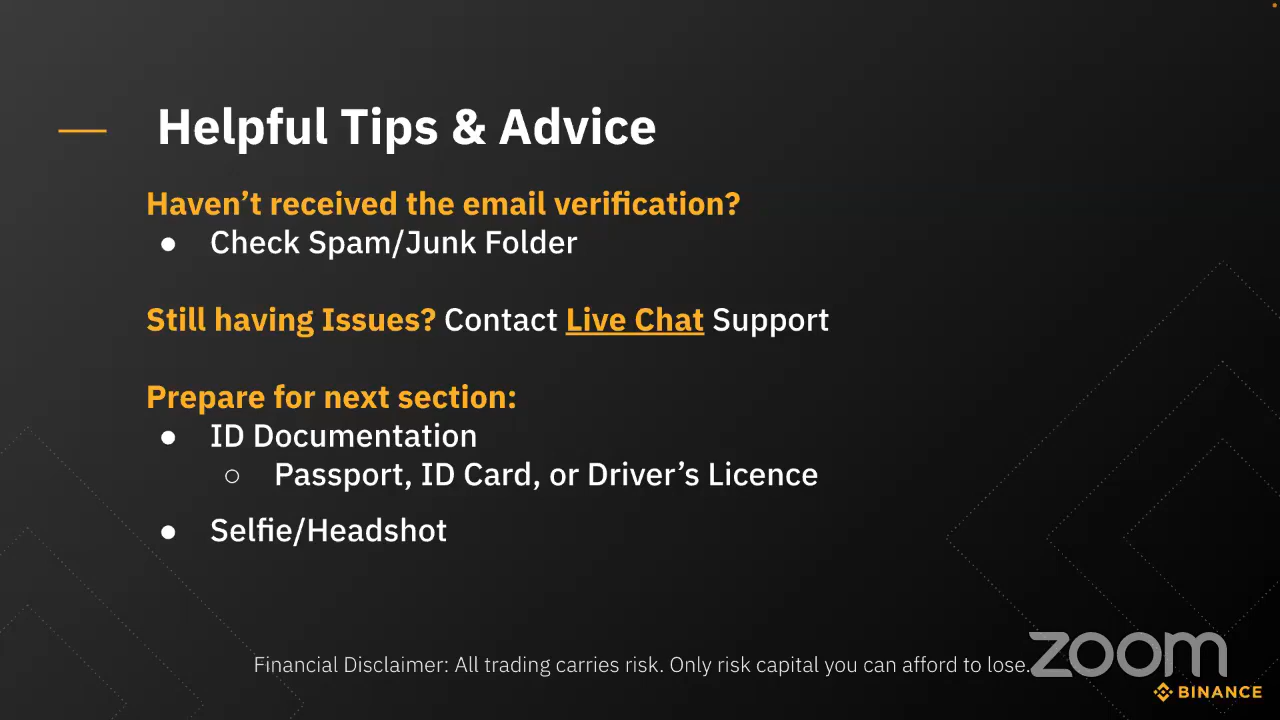 Helpful Tips & Advice
Haven’t received the email verification?
● Check Spam/Junk Folder
Still having Issues? Contact Live Chat Support
Prepare for next section:
● ID Documentation
○ Passport, ID Card, or Driver’s Licence
● Selfie/Headshot
Financial Disclaimer: All trading carries risk. Only risk capital you can afford to lose.
zoom
BINANCE